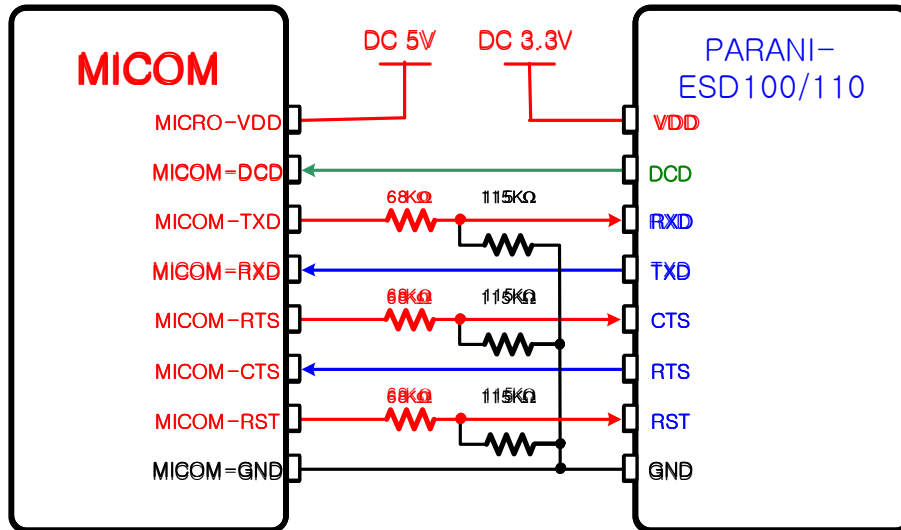 DC 5V
DC 3.3V
MICOM
PARANI-
ESD100/110
MICRO-VDD
VDD
MICOM-DCD
DCD
68KΩ
115KΩ
MICOM-TXD
RXD
MICOM-RXD
TXD
68KΩ
115KΩ
MICOM-RTS
CTS
MICOM-CTS
RTS
68KΩ
115KΩ
MICOM-RST
RST
MICOM-GND
GND